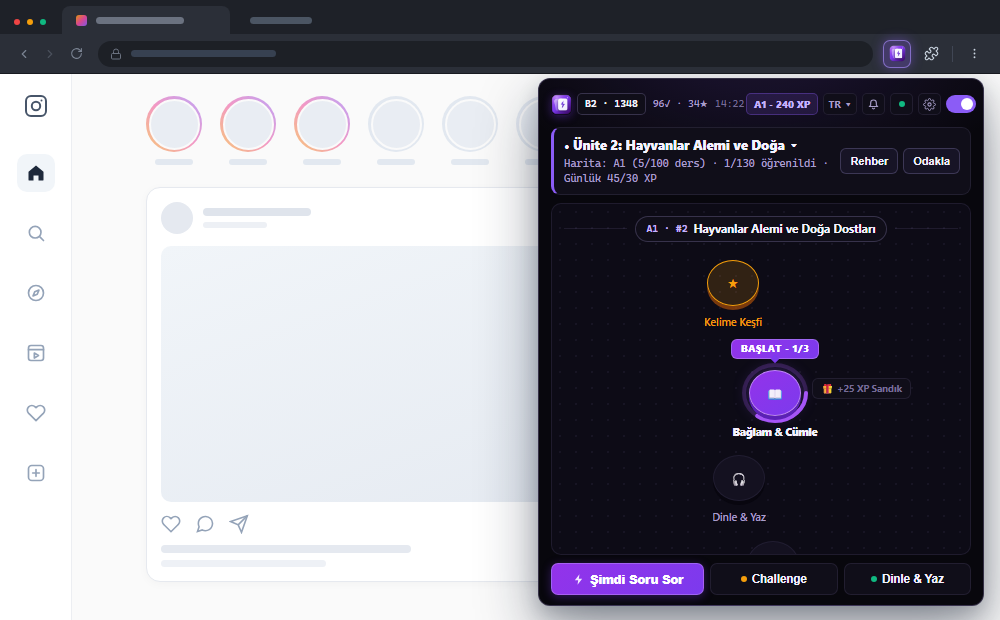 B2 · 1348 96✓ · 34★ 14:22 A1 - 240 XP TR
• Ünite 2: Hayvanlar Alemi ve Doğa
Harita: A1 (5/100 ders) · 1/130 öğrenildi ·
Günlük 45/30 XP
Rehber
Odakla
A1 · #2 Hayvanlar Alemi ve Doğa Dostları
Kelime Keşfi
BAŞLAT - 1/3
+25 XP Sandık
Bağlam & Cümle
Dinle & Yaz
Şimdi Soru Sor
Challenge
Dinle & Yaz